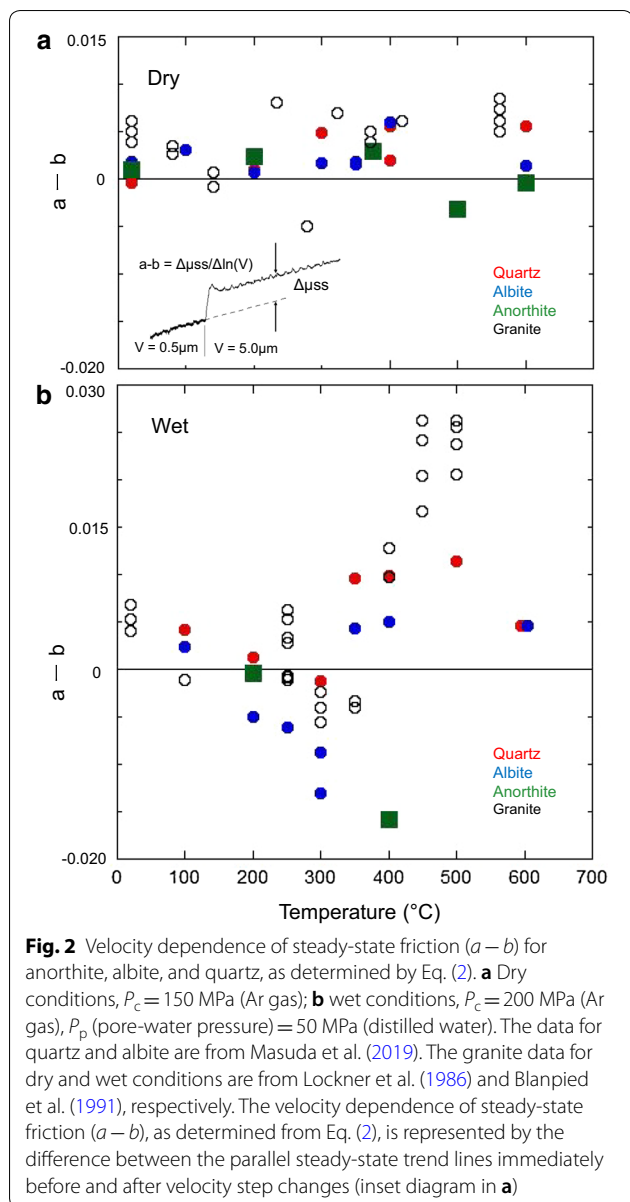 a
0.015
Dry
a — b
0
a-b = Δμss/Δln(V)
Δμss
V = 0.5μm
V = 5.0μm
Quartz
Albite
Anorthite
Granite
-0.020
0.030
b
Wet
0.015
a — b
0
Quartz
Albite
Anorthite
Granite
-0.020
0 100 200 300 400 500 600 700
Temperature (°C)
Fig. 2 Velocity dependence of steady-state friction (a − b) for
anorthite, albite, and quartz, as determined by Eq. (2). a Dry
conditions, Pc = 150 MPa (Ar gas); b wet conditions, Pc = 200 MPa (Ar
gas), Pp (pore-water pressure) = 50 MPa (distilled water). The data for
quartz and albite are from Masuda et al. (2019). The granite data for
dry and wet conditions are from Lockner et al. (1986) and Blanpied
et al. (1991), respectively. The velocity dependence of steady-state
friction (a − b), as determined from Eq. (2), is represented by the
difference between the parallel steady-state trend lines immediately
before and after velocity step changes (inset diagram in a)